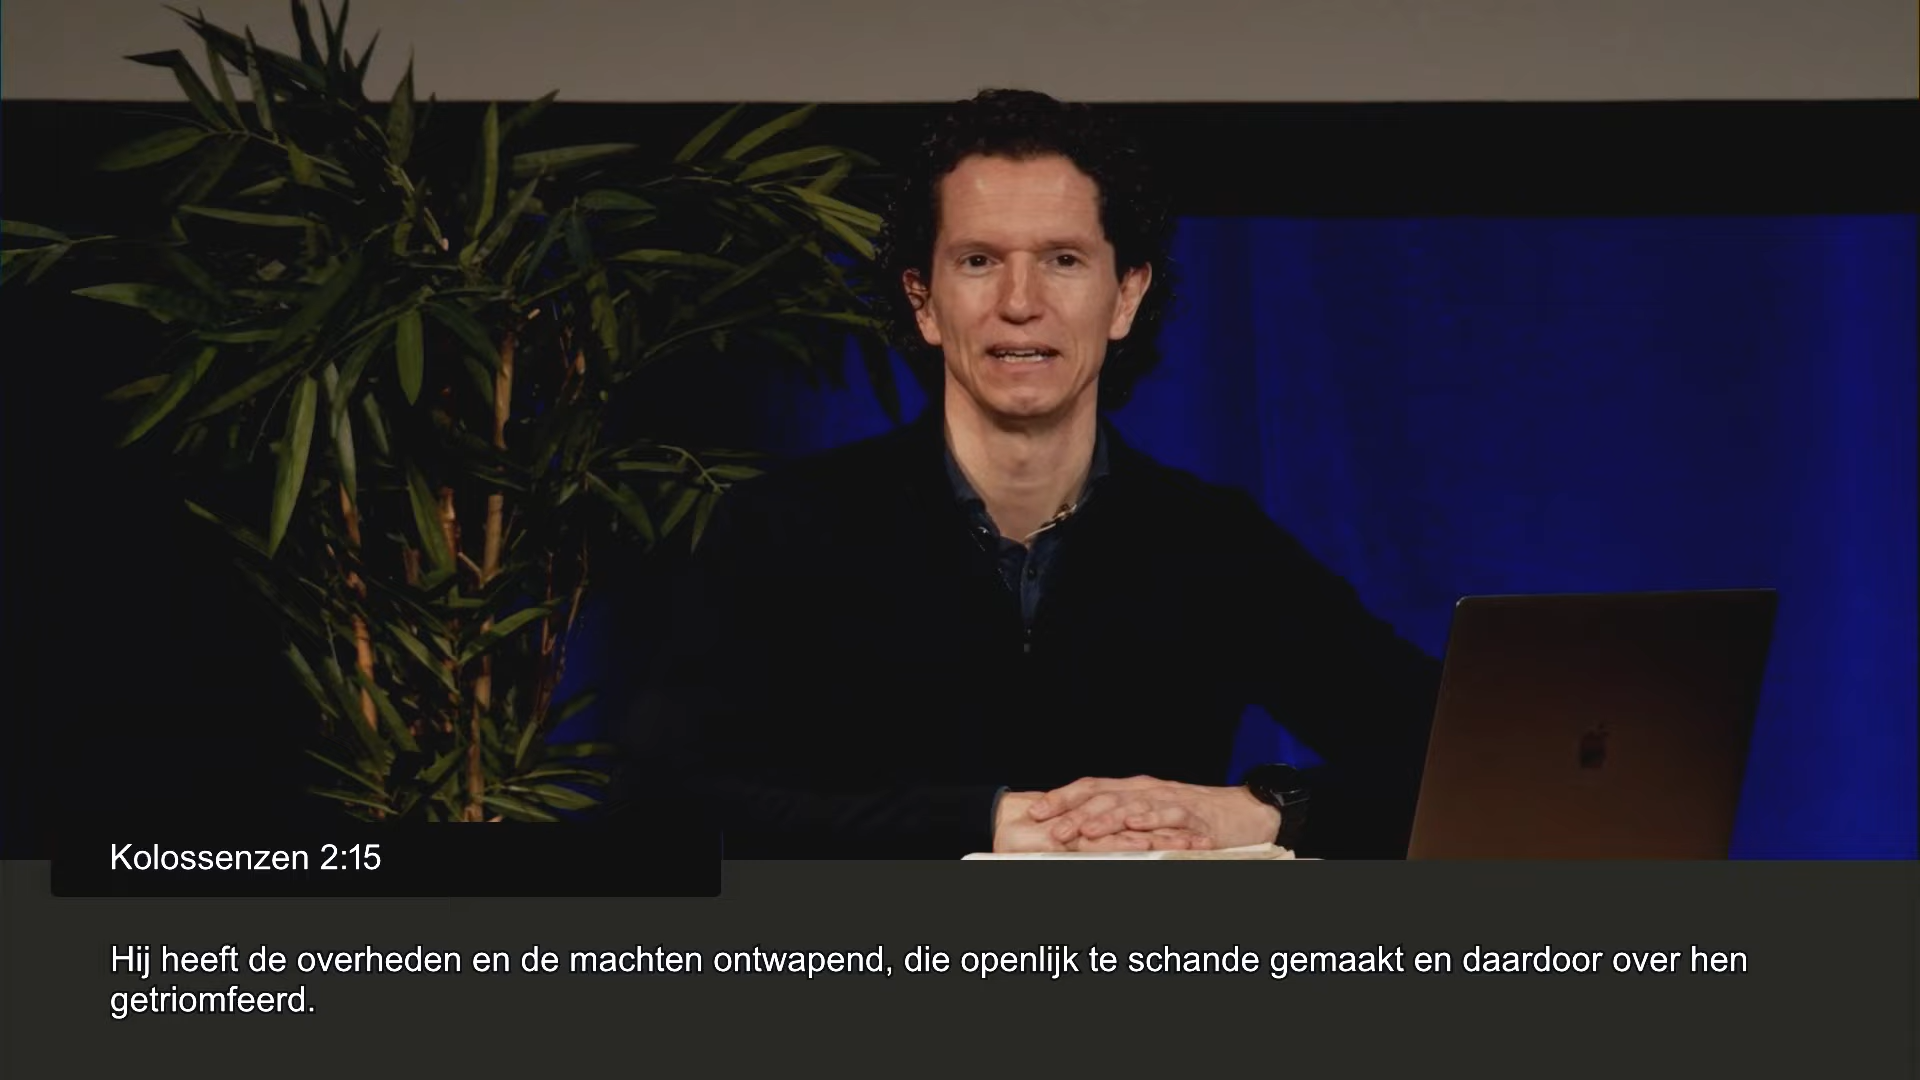 Kolossenzen 2:15
Hij heeft de overheden en de machten ontwapend, die openlijk te schande gemaakt en daardoor over hen
getriomfeerd.